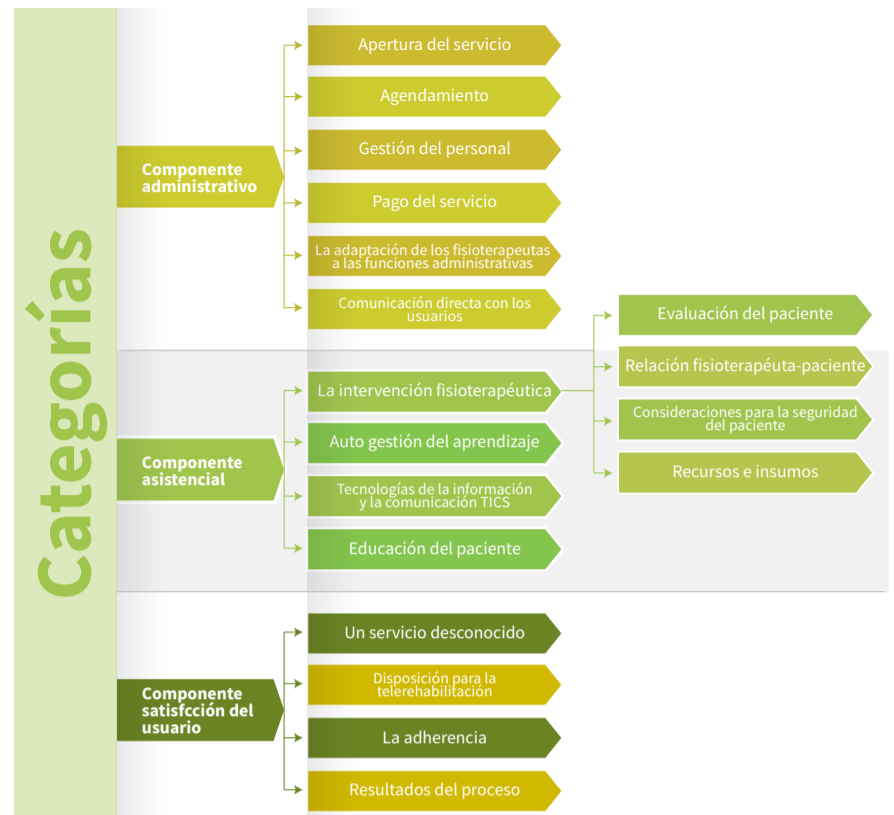 Categorías
Componente
administrativo
Apertura del servicio
Agendamiento
Gestión del personal
Pago del servicio
La adaptación de los fisioterapeutas
a las funciones administrativas
Comunicación directa con los
usuarios
Componente
asistencial
La intervención fisioterapéutica
Evaluación del paciente
Relación fisioterapéuta-paciente
Consideraciones para la seguridad
del paciente
Recursos e insumos
Auto gestión del aprendizaje
Tecnologías de la información
y la comunicación TICS
Educación del paciente
Componente
satisfcción del
usuario
Un servicio desconocido
Disposición para la
telerehabilitación
La adherencia
Resultados del proceso